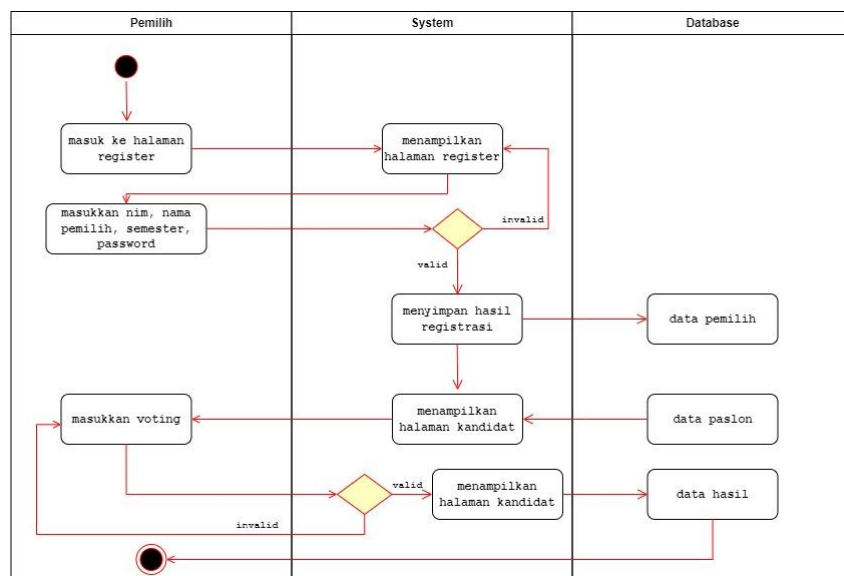 Pemilih
System
Database
masuk ke halaman
register
menampilkan
halaman register
masukkan nim, nama
pemilih, semester,
password
invalid
valid
menyimpan hasil
registrasi
data pemilih
masukkan voting
menampilkan
halaman kandidat
data paslon
valid
menampilkan
halaman kandidat
data hasil
invalid